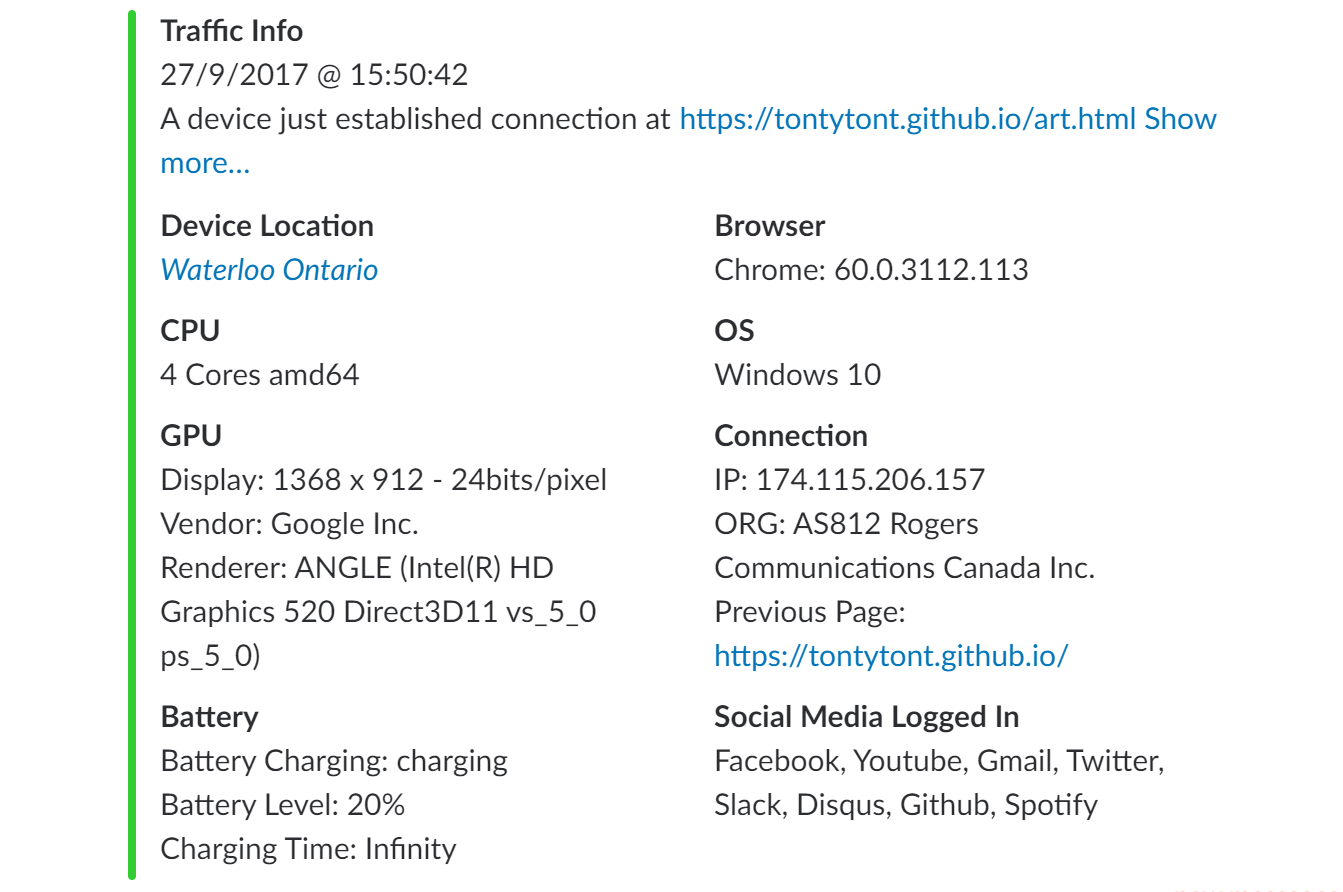 Traffic Info
27/9/2017 @ 15:50:42
A device just established connection at https://tontytont.github.io/art.html Show
more...
Device Location
Waterloo Ontario
Browser
Chrome: 60.0.3112.113
CPU
4 Cores amd64
OS
Windows 10
GPU
Display: 1368 x 912 - 24bits/pixel
Vendor: Google Inc.
Renderer: ANGLE (Intel(R) HD
Graphics 520 Direct3D11 vs_5_0
ps_5_0)
Connection
IP: 174.115.206.157
ORG: AS812 Rogers
Communications Canada Inc.
Previous Page:
https://tontytont.github.io/
Battery
Battery Charging: charging
Battery Level: 20%
Charging Time: Infinity
Social Media Logged In
Facebook, Youtube, Gmail, Twitter,
Slack, Disqus, Github, Spotify